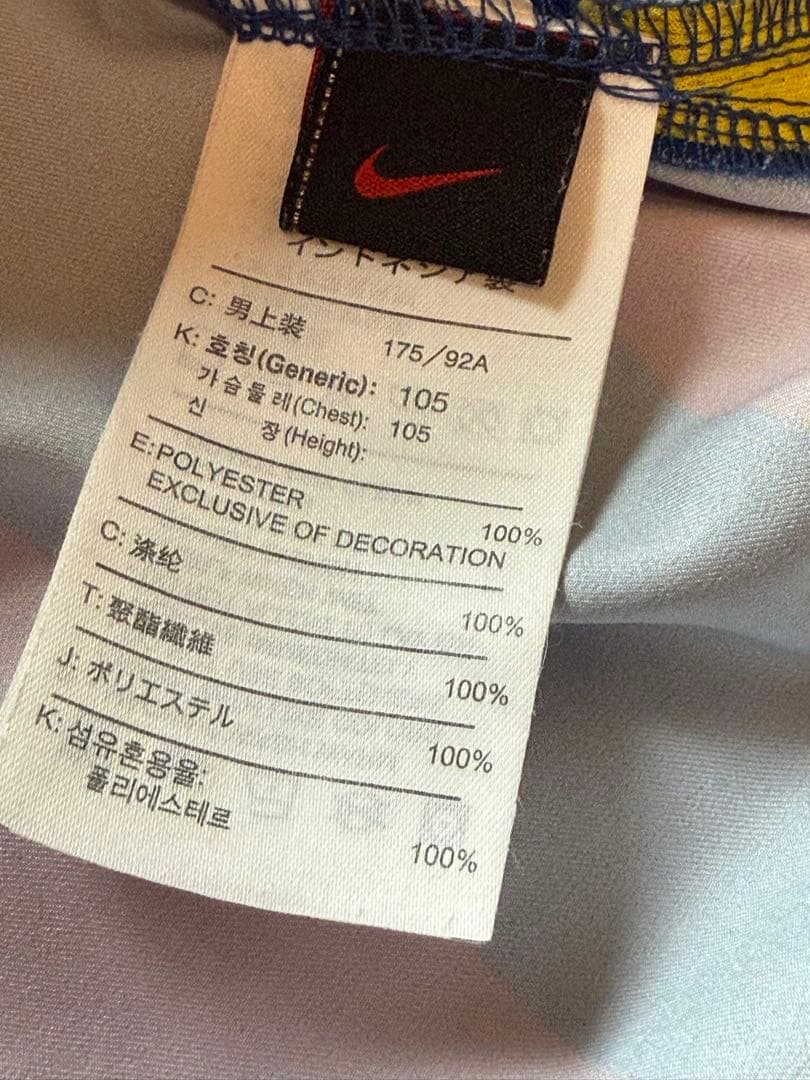 インドネシア製
C: 男上装 175/92A
K: 호칭(Generic): 105
가슴둘레(Chest): 105
신 장(Height):
E:POLYESTER 100%
EXCLUSIVE OF DECORATION
C: 涤纶 100%
T: 聚酯纖維 100%
J: ポリエステル 100%
K: 섬유혼용율:
폴리에스테르 100%